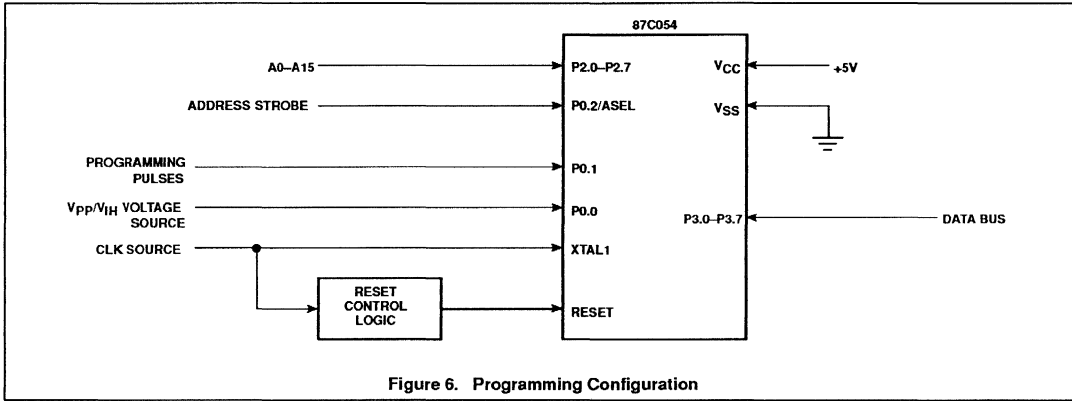 87C054
A0–A15
P2.0–P2.7
VCC
+5V
ADDRESS STROBE
P0.2/ASEL
VSS
PROGRAMMING
PULSES
P0.1
VPP/VIH VOLTAGE
SOURCE
P0.0
P3.0–P3.7
DATA BUS
CLK SOURCE
XTAL1
RESET
CONTROL
LOGIC
RESET
Figure 6. Programming Configuration